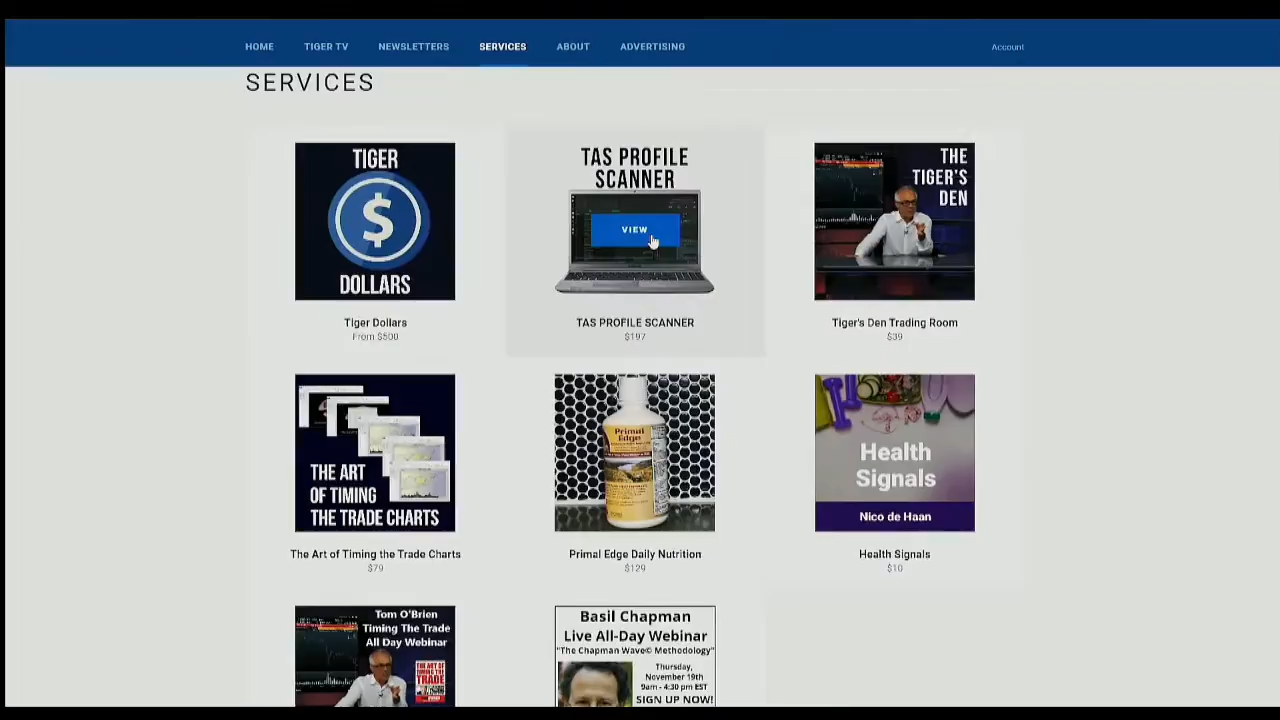 HOME TIGER TV NEWSLETTERS SERVICES ABOUT ADVERTISING Account
SERVICES
TIGER
$
DOLLARS
Tiger Dollars
From $500
TAS PROFILE
SCANNER
VIEW
TAS PROFILE SCANNER
$197
THE
TIGER'S
DEN
Tiger's Den Trading Room
$39
THE ART
OF TIMING
THE TRADE CHARTS
The Art of Timing the Trade Charts
$79
Primal
Edge
Primal Edge Daily Nutrition
$129
Health
Signals
Nico de Haan
Health Signals
$10
Tom O'Brien
Timing The Trade
All Day Webinar
THE ART OF
TIMING
THE TRADE
Basil Chapman
Live All-Day Webinar
"The Chapman Wave© Methodology"
Thursday,
November 19th
9am - 4:30 pm EST
SIGN UP NOW!